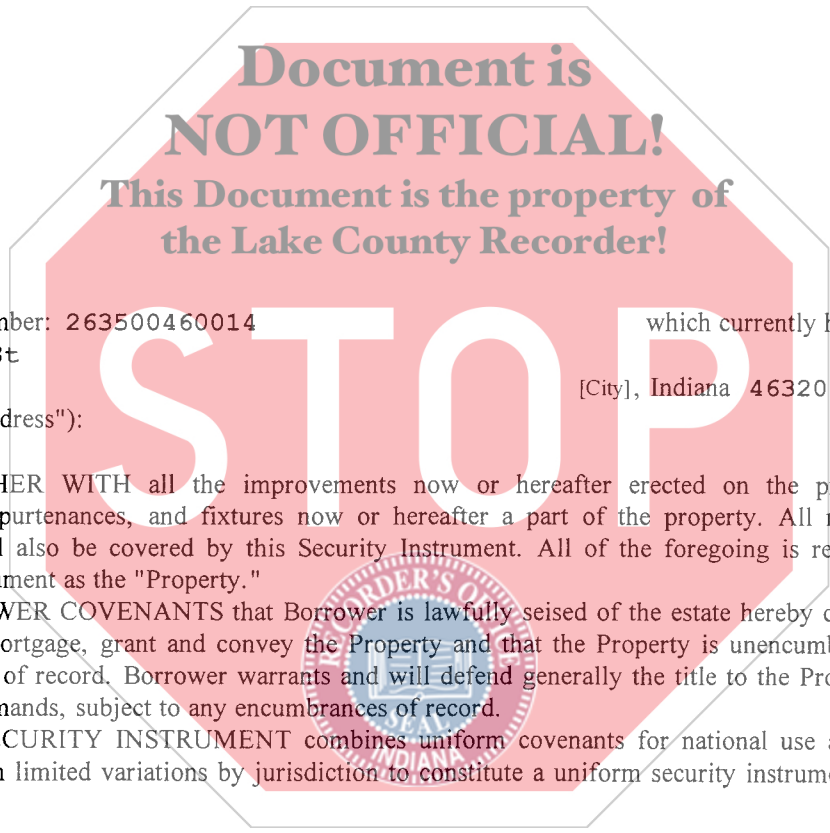 Document is
NOT OFFICIAL!
This Document is the property of
the Lake County Recorder!
STOP
nber: 263500460014 which currently h
St
[City], Indiana 46320
dress"):
HER WITH all the improvements now or hereafter erected on the p
purtenances, and fixtures now or hereafter a part of the property. All r
l also be covered by this Security Instrument. All of the foregoing is re
ument as the "Property."
WER COVENANTS that Borrower is lawfully seised of the estate hereby c
ortgage, grant and convey the Property and that the Property is unencumb
of record. Borrower warrants and will defend generally the title to the Pro
nands, subject to any encumbrances of record.
CURITY INSTRUMENT combines uniform covenants for national use a
n limited variations by jurisdiction to constitute a uniform security instrume
RECORDER'S OFFICE
SEAL
INDIANA